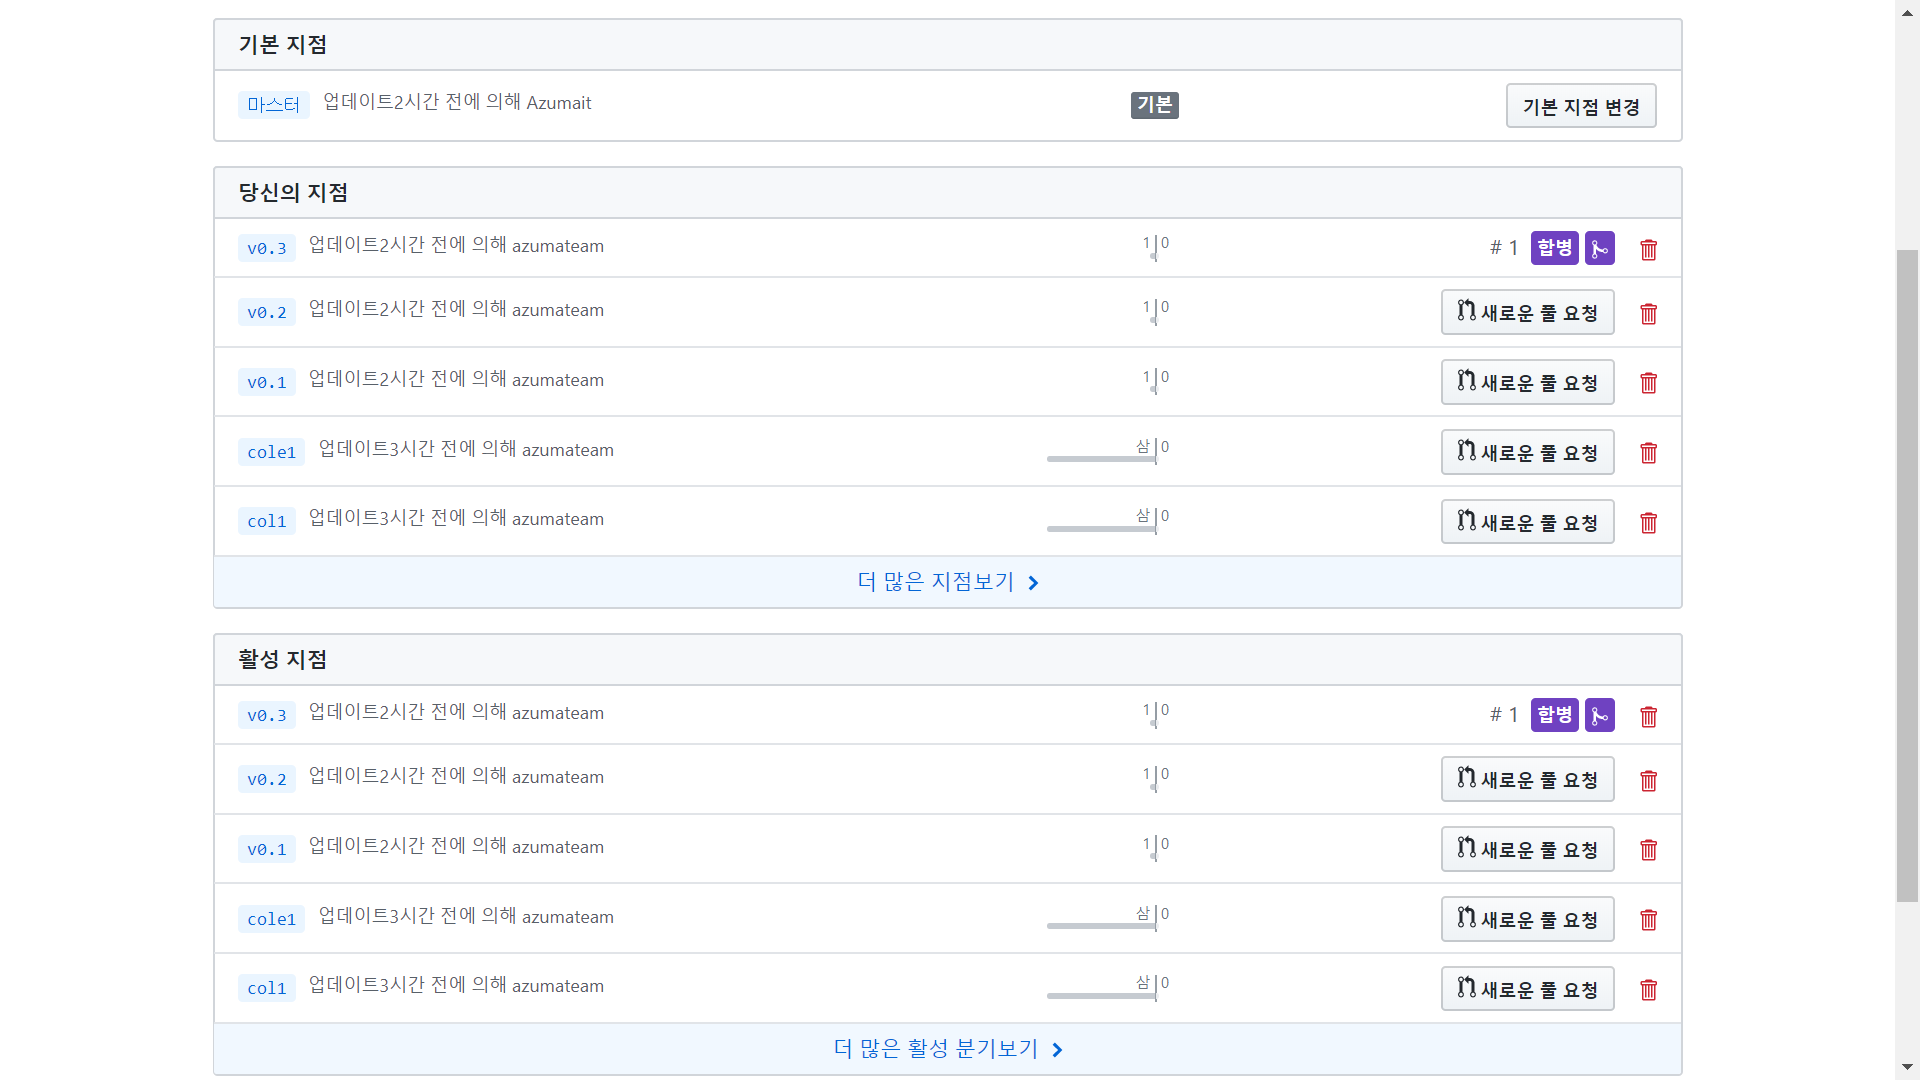 기본 지점
마스터 업데이트2시간 전에 의해 Azumait 기본 기본 지점 변경
당신의 지점
v0.3 업데이트2시간 전에 의해 azumateam 1 0 # 1 합병
v0.2 업데이트2시간 전에 의해 azumateam 1 0 새로운 풀 요청
v0.1 업데이트2시간 전에 의해 azumateam 1 0 새로운 풀 요청
cole1 업데이트3시간 전에 의해 azumateam 삼 0 새로운 풀 요청
col1 업데이트3시간 전에 의해 azumateam 삼 0 새로운 풀 요청
더 많은 지점보기
활성 지점
v0.3 업데이트2시간 전에 의해 azumateam 1 0 # 1 합병
v0.2 업데이트2시간 전에 의해 azumateam 1 0 새로운 풀 요청
v0.1 업데이트2시간 전에 의해 azumateam 1 0 새로운 풀 요청
cole1 업데이트3시간 전에 의해 azumateam 삼 0 새로운 풀 요청
col1 업데이트3시간 전에 의해 azumateam 삼 0 새로운 풀 요청
더 많은 활성 분기보기